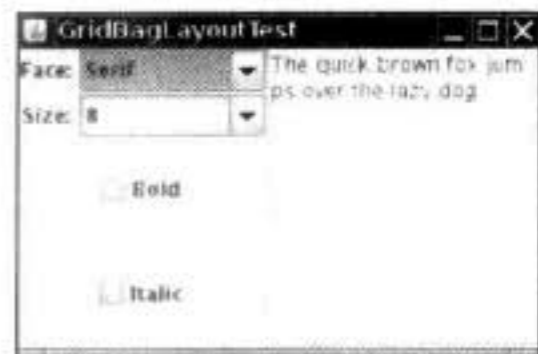 GridBagLayoutTest
Face: Serif
The quick brown fox jum
ps over the lazy dog
Size: 8
Bold
Italic